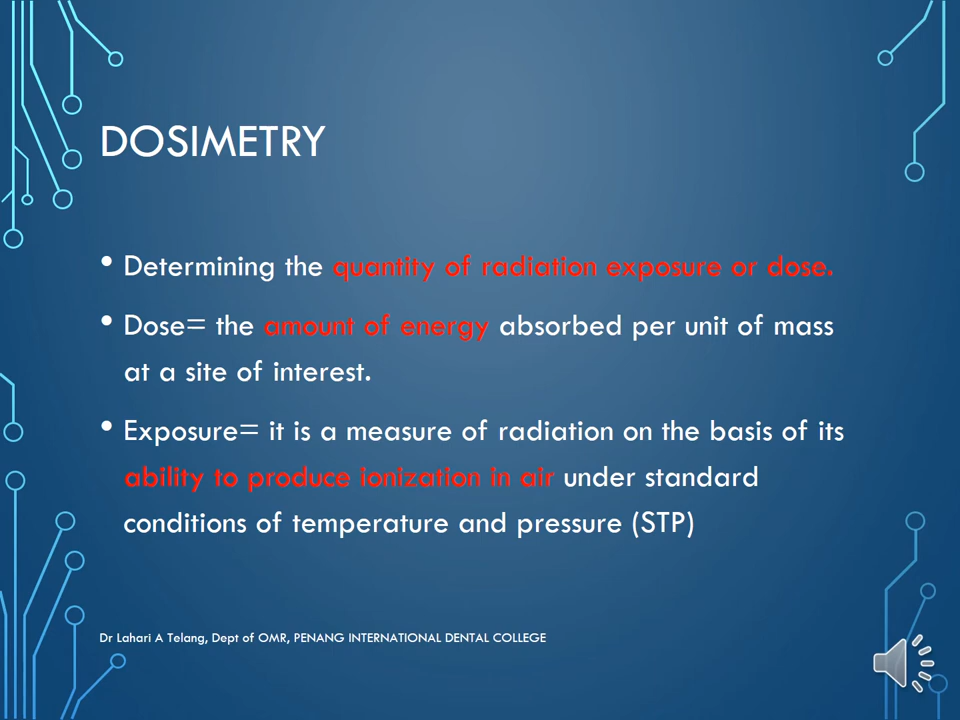 DOSIMETRY
• Determining the quantity of radiation exposure or dose.
• Dose= the amount of energy absorbed per unit of mass
at a site of interest.
• Exposure= it is a measure of radiation on the basis of its
ability to produce ionization in air under standard
conditions of temperature and pressure (STP)
Dr Lahari A Telang, Dept of OMR, PENANG INTERNATIONAL DENTAL COLLEGE